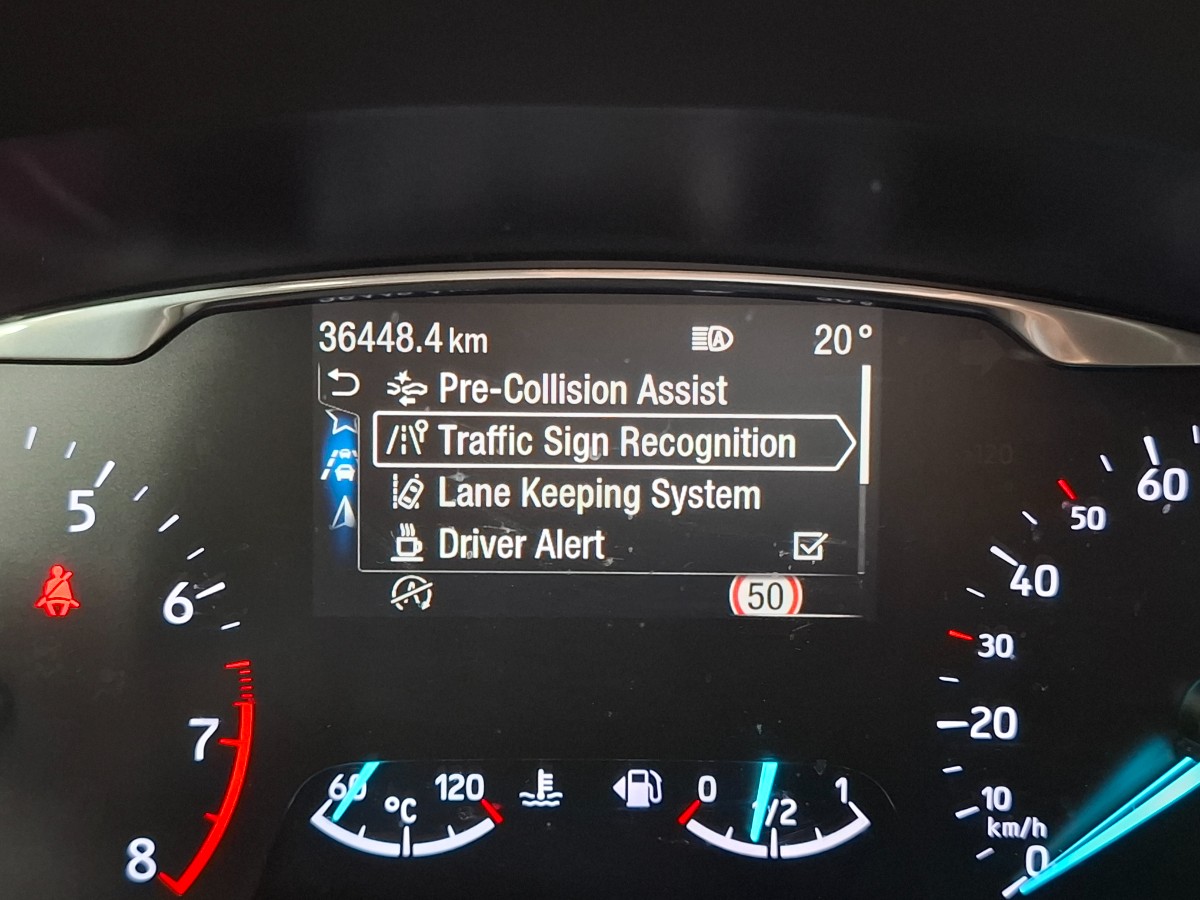 36448.4 km 20°
Pre-Collision Assist
Traffic Sign Recognition
Lane Keeping System
Driver Alert
50
5
6
7
8
60
50
40
30
20
10
km/h
0
60 °C 120
0 1/2 1